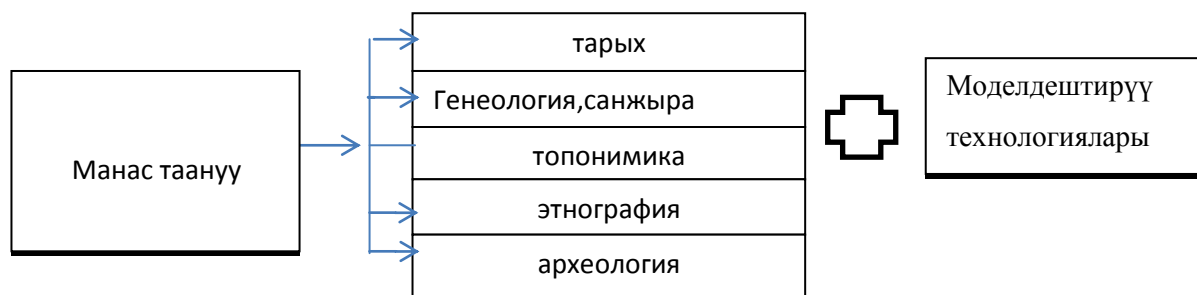 Манас таануу
тарых
Генеология,санжыра
топонимика
этнография
археология
Моделдештирүү
технологиялары